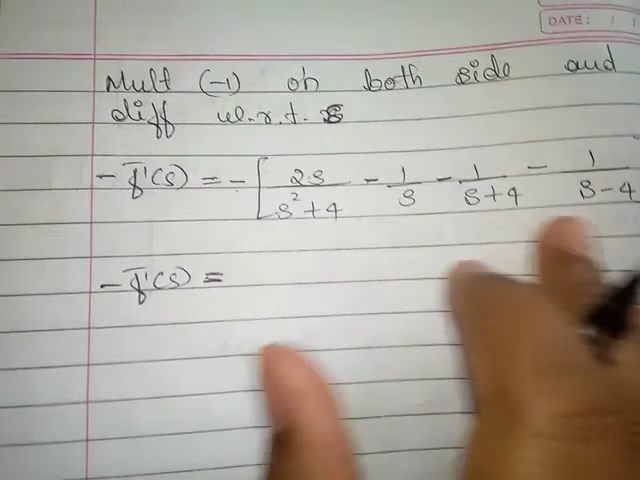 DATE:
Mult (-1) on both side and
diff w.r.t. s
-f̄'(s) = -[ 2s/(s²+4) - 1/s - 1/(s+4) - 1/(s-4)
-f̄'(s) =